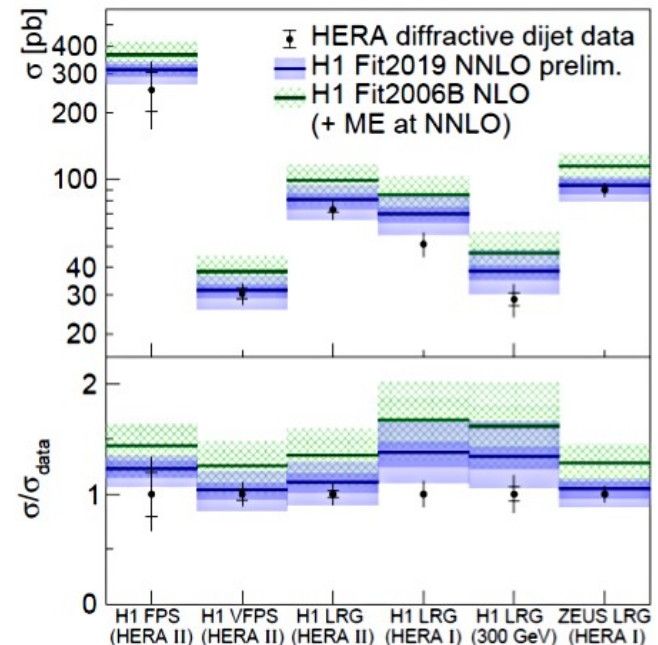 σ [pb]
400
300
200
100
40
30
20
HERA diffractive dijet data
H1 Fit2019 NNLO prelim.
H1 Fit2006B NLO
(+ ME at NNLO)
σ/σdata
2
1
0
H1 FPS H1 VFPS H1 LRG H1 LRG H1 LRG ZEUS LRG
(HERA II) (HERA II) (HERA II) (HERA I) (300 GeV) (HERA I)